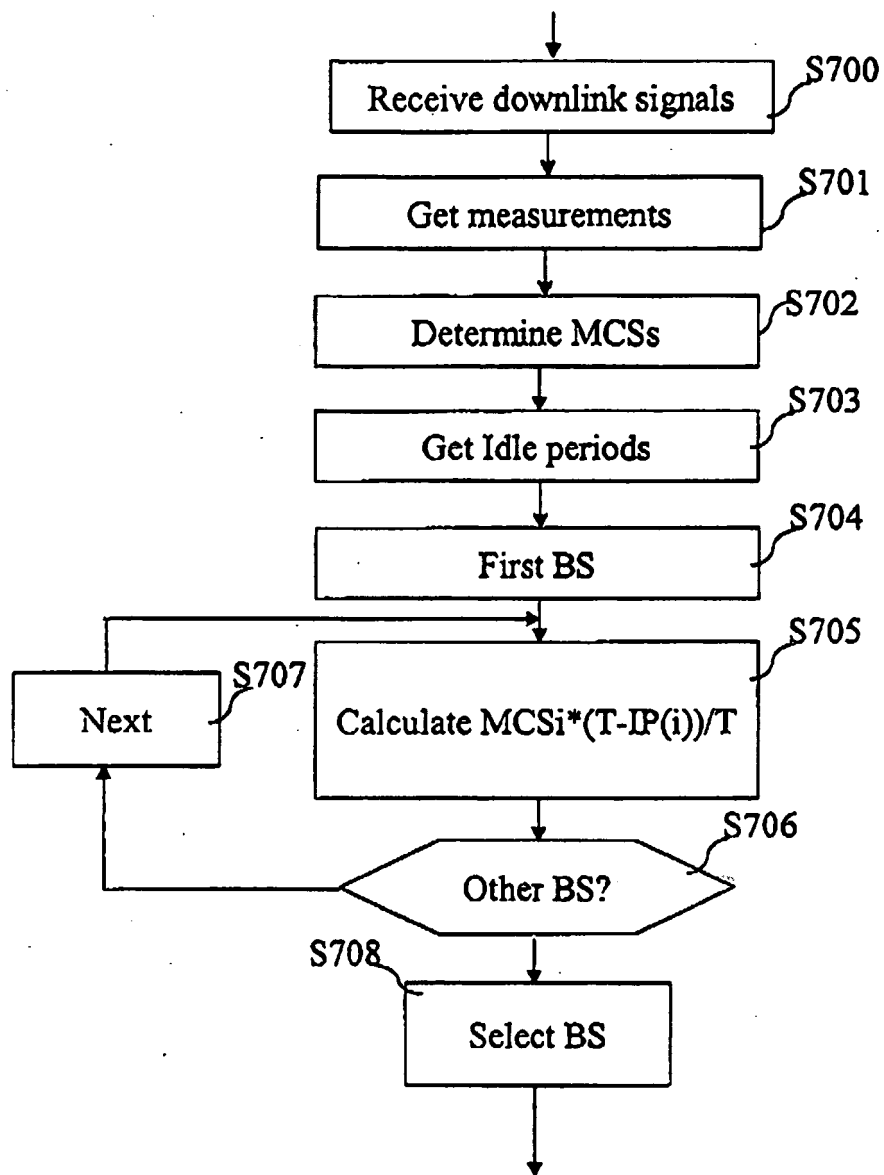 S700
Receive downlink signals
S701
Get measurements
S702
Determine MCSs
S703
Get Idle periods
S704
First BS
S705
Calculate MCSi*(T-IP(i))/T
S707
Next
S706
Other BS?
S708
Select BS